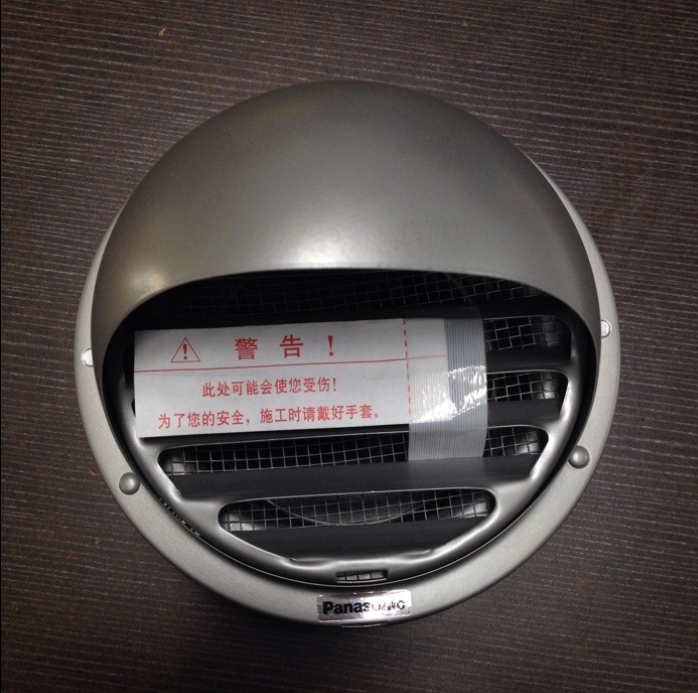 警告！
此处可能会使您受伤！
为了您的安全，施工时请戴好手套。
Panasonic